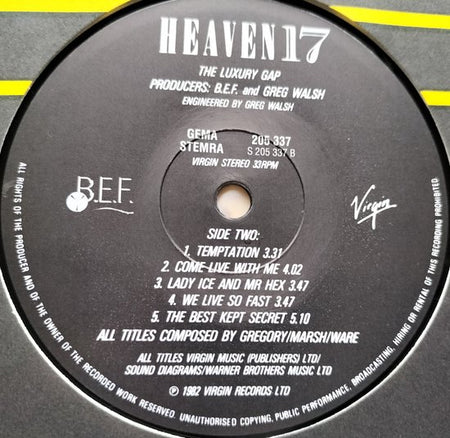 HEAVEN 17
THE LUXURY GAP
PRODUCERS: B.E.F. and GREG WALSH
ENGINEERED BY GREG WALSH
GEMA 205 337
STEMRA S 205 337 B
VIRGIN STEREO 33RPM
B.E.F.
Virgin
SIDE TWO:
1. TEMPTATION 3.31
2. COME LIVE WITH ME 4.02
3. LADY ICE AND MR HEX 3.47
4. WE LIVE SO FAST 3.47
5. THE BEST KEPT SECRET 5.10
ALL TITLES COMPOSED BY GREGORY/MARSH/WARE
ALL TITLES VIRGIN MUSIC (PUBLISHERS) LTD/
SOUND DIAGRAMS/WARNER BROTHERS MUSIC LTD
℗ 1982 VIRGIN RECORDS LTD
ALL RIGHTS OF THE PRODUCER AND OF THE OWNER OF THE RECORDED WORK RESERVED. UNAUTHORISED COPYING, PUBLIC PERFORMANCE, BROADCASTING, HIRING OR RENTAL OF THIS RECORDING PROHIBITED